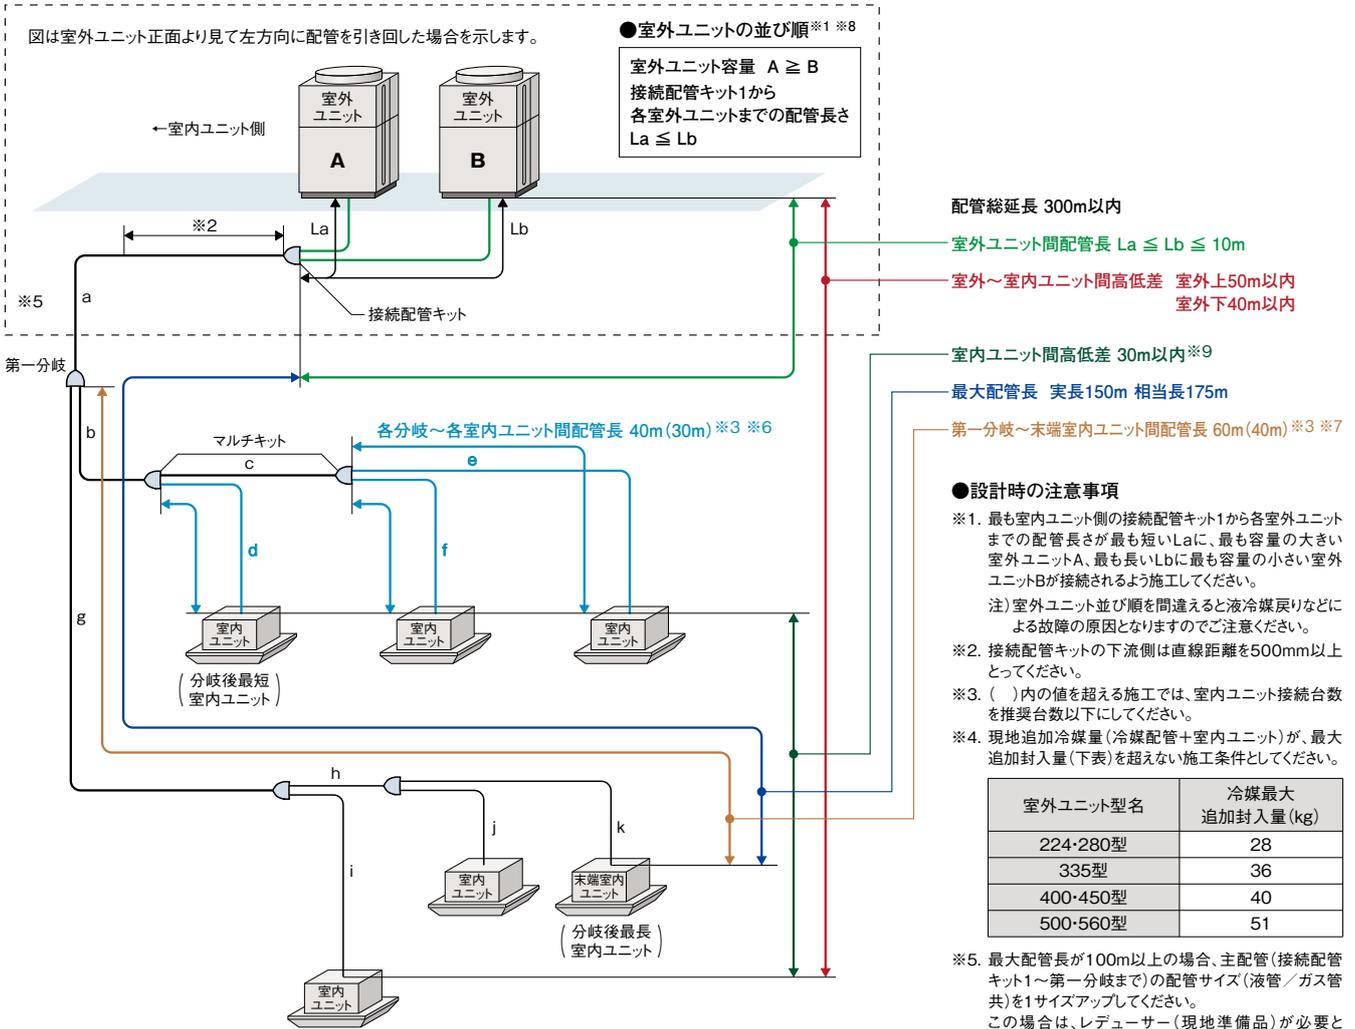 図は室外ユニット正面より見て左方向に配管を引き回した場合を示します。
●室外ユニットの並び順※1 ※8
室外ユニット容量 A ≧ B
接続配管キット1から
各室外ユニットまでの配管長さ
La ≦ Lb
室外
ユニット
A
室外
ユニット
B
←室内ユニット側
※2
La
Lb
※5
a
接続配管キット
第一分岐
配管総延長 300m以内
室外ユニット間配管長 La ≦ Lb ≦ 10m
室外～室内ユニット間高低差 室外上50m以内
室外下40m以内
室内ユニット間高低差 30m以内※9
最大配管長 実長150m 相当長175m
第一分岐～末端室内ユニット間配管長 60m(40m)※3 ※7
b
マルチキット
c
各分岐～各室内ユニット間配管長 40m(30m)※3 ※6
e
d
f
g
室内
ユニット
室内
ユニット
室内
ユニット
(分岐後最短
室内ユニット)
h
j
k
i
室内
ユニット
末端室内
ユニット
(分岐後最長
室内ユニット)
室内
ユニット
●設計時の注意事項
※1. 最も室内ユニット側の接続配管キット1から各室外ユニット
までの配管長さが最も短いLaに、最も容量の大きい
室外ユニットA、最も長いLbに最も容量の小さい室外
ユニットBが接続されるよう施工してください。
注)室外ユニット並び順を間違えると液冷媒戻りなどに
よる故障の原因となりますのでご注意ください。
※2. 接続配管キットの下流側は直線距離を500mm以上
とってください。
※3. ( )内の値を超える施工では、室内ユニット接続台数
を推奨台数以下にしてください。
※4. 現地追加冷媒量(冷媒配管＋室内ユニット)が、最大
追加封入量(下表)を超えない施工条件としてください。
室外ユニット型名 冷媒最大
追加封入量(kg)
224・280型 28
335型 36
400・450型 40
500・560型 51
※5. 最大配管長が100m以上の場合、主配管(接続配管
キット1～第一分岐まで)の配管サイズ(液管／ガス管
共)を1サイズアップしてください。
この場合は、レデューサー(現地準備品)が必要と